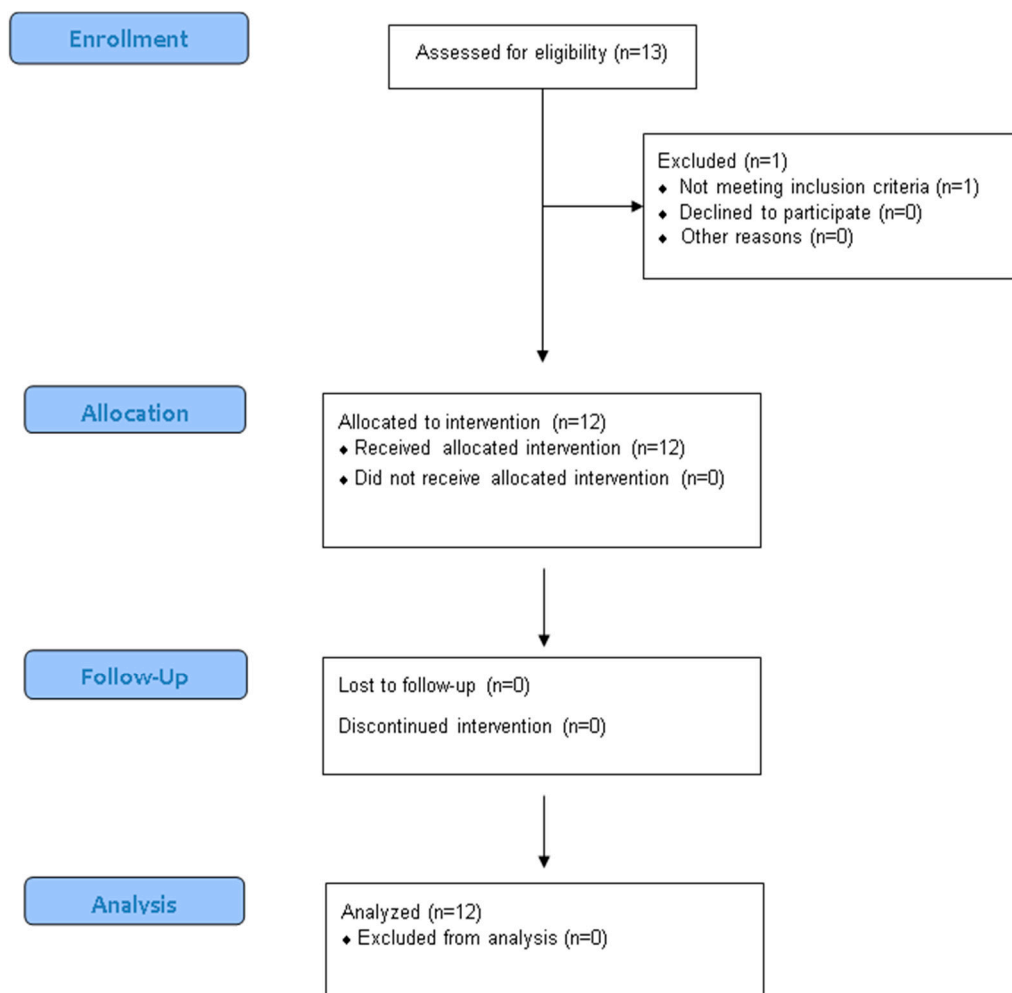 Enrollment
Assessed for eligibility (n=13)
Excluded (n=1)
◆ Not meeting inclusion criteria (n=1)
◆ Declined to participate (n=0)
◆ Other reasons (n=0)
Allocation
Allocated to intervention (n=12)
◆ Received allocated intervention (n=12)
◆ Did not receive allocated intervention (n=0)
Follow-Up
Lost to follow-up (n=0)
Discontinued intervention (n=0)
Analysis
Analyzed (n=12)
◆ Excluded from analysis (n=0)